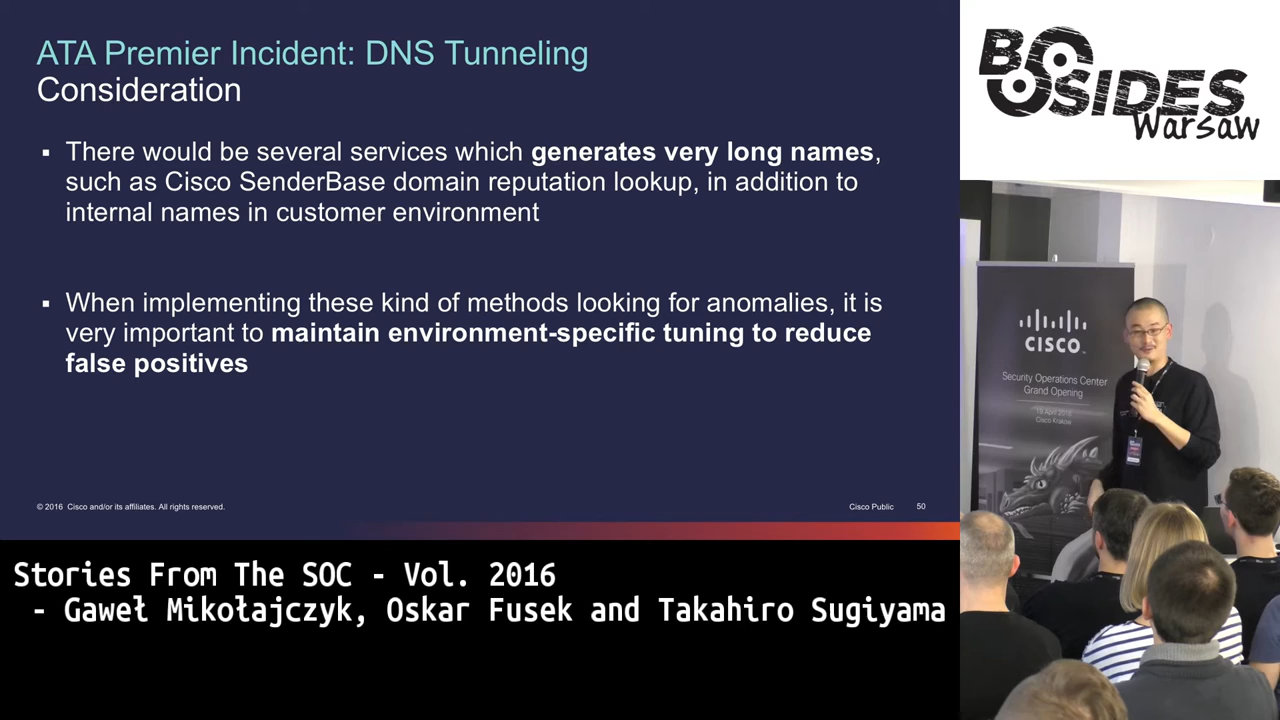 ATA Premier Incident: DNS Tunneling
Consideration
▪ There would be several services which generates very long names,
such as Cisco SenderBase domain reputation lookup, in addition to
internal names in customer environment
▪ When implementing these kind of methods looking for anomalies, it is
very important to maintain environment-specific tuning to reduce
false positives
© 2016 Cisco and/or its affiliates. All rights reserved.
Cisco Public
50
BSIDES
Warsaw
CISCO
Security Operations Center
Grand Opening
Cisco Krakow
Stories From The SOC - Vol. 2016
- Gaweł Mikołajczyk, Oskar Fusek and Takahiro Sugiyama